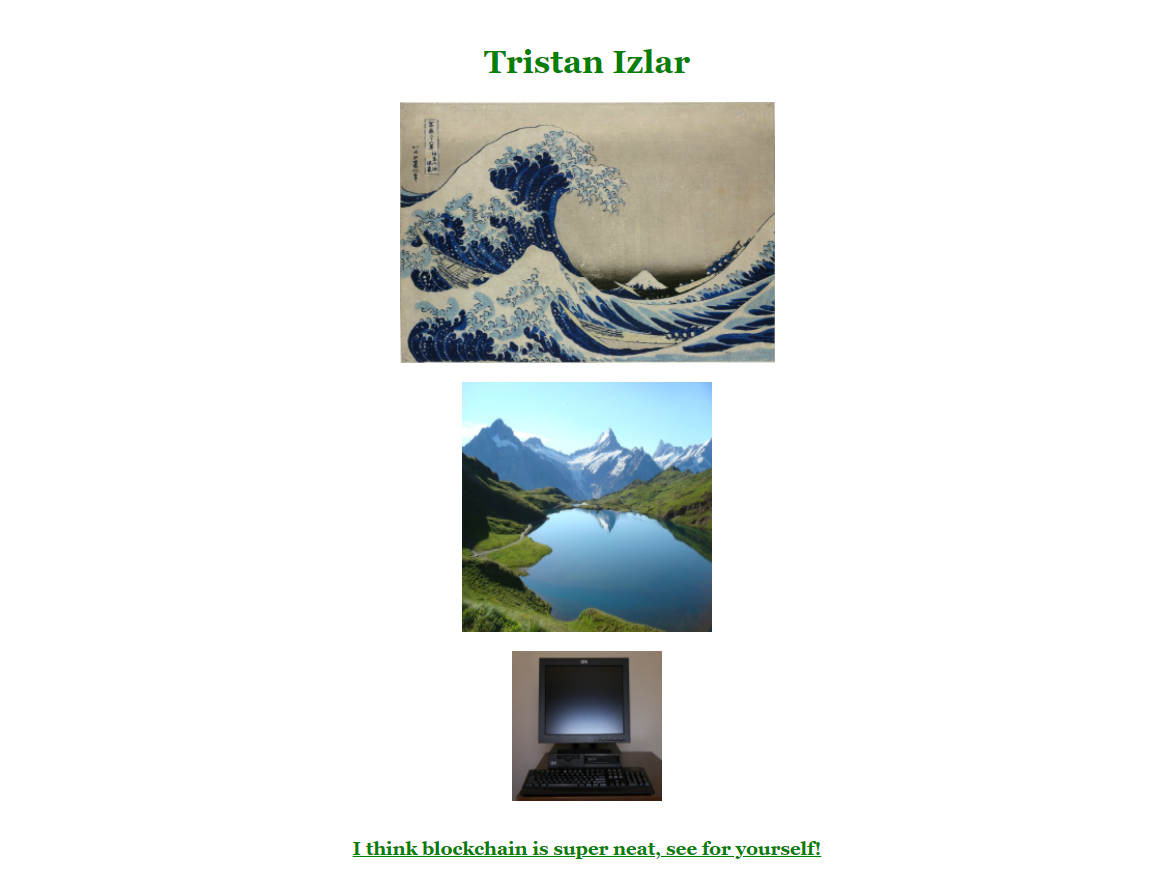 Tristan Izlar
I think blockchain is super neat, see for yourself!